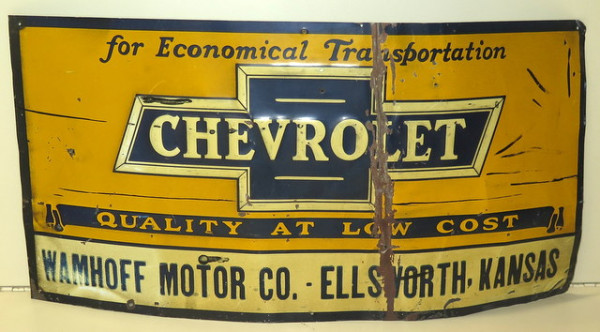 for Economical Transportation
CHEVROLET
QUALITY AT LOW COST
WAMHOFF MOTOR CO. - ELLSWORTH, KANSAS